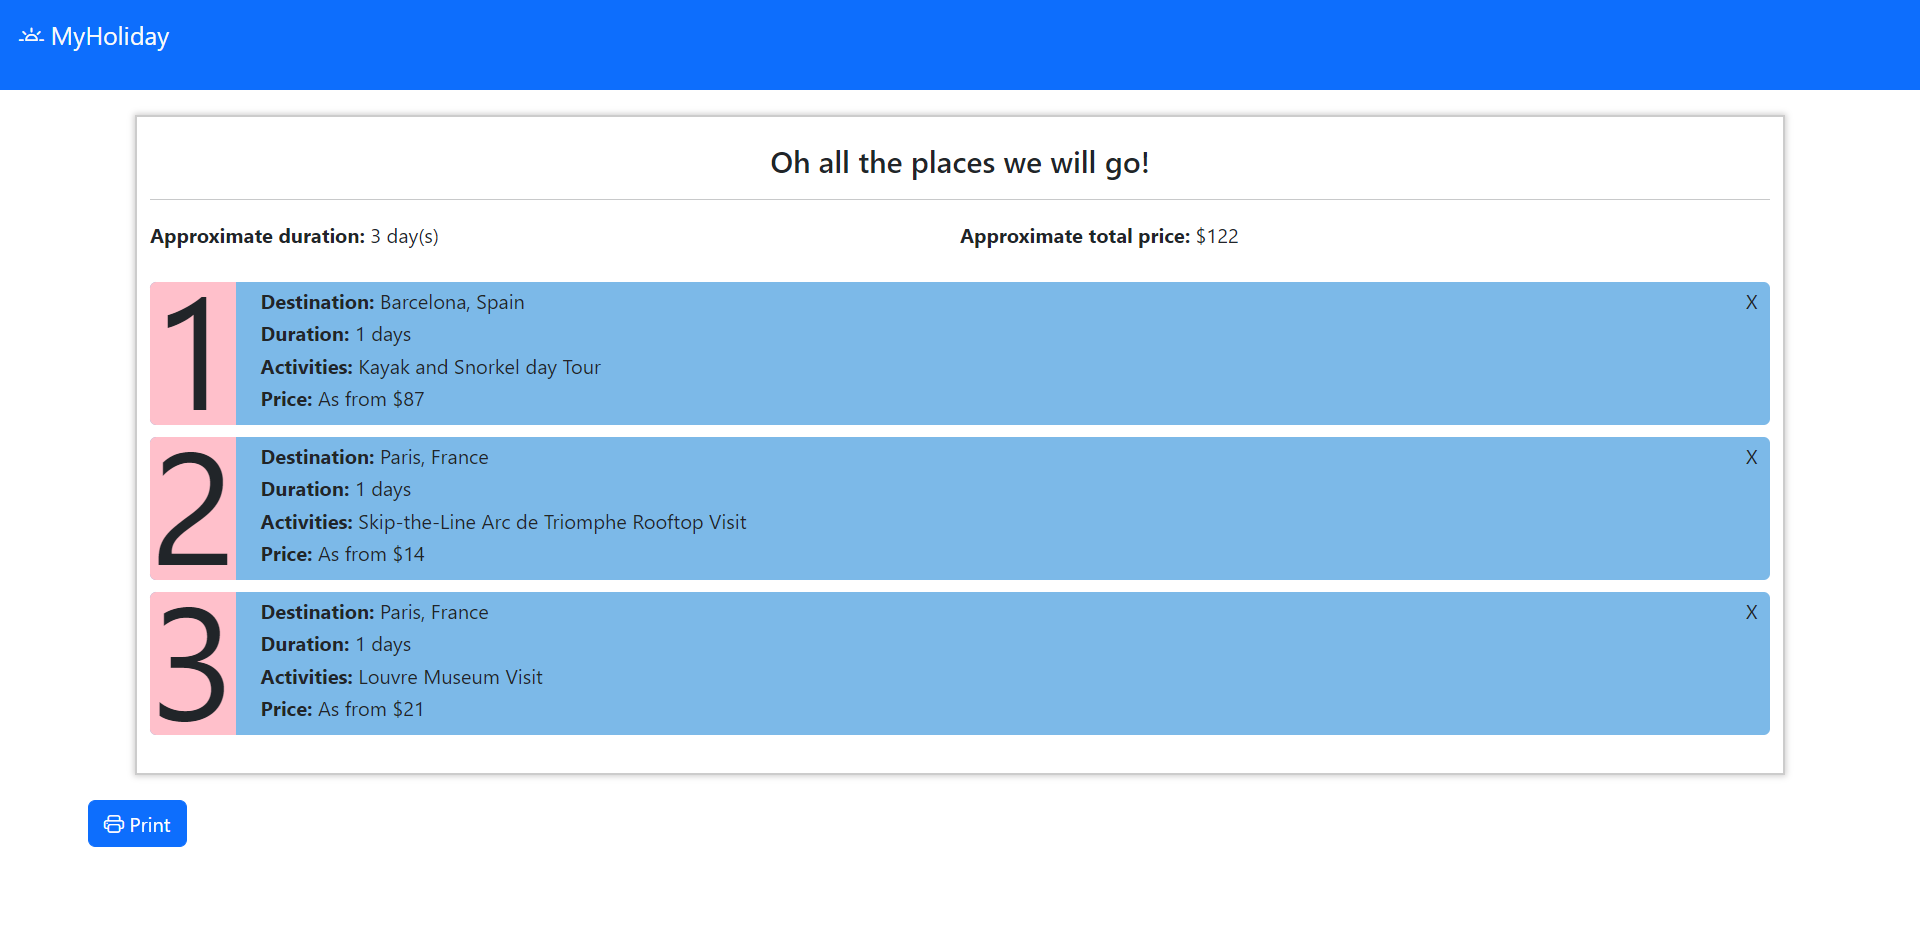 MyHoliday
Oh all the places we will go!
Approximate duration: 3 day(s)
Approximate total price: $122
1
Destination: Barcelona, Spain
X
Duration: 1 days
Activities: Kayak and Snorkel day Tour
Price: As from $87
2
Destination: Paris, France
X
Duration: 1 days
Activities: Skip-the-Line Arc de Triomphe Rooftop Visit
Price: As from $14
3
Destination: Paris, France
X
Duration: 1 days
Activities: Louvre Museum Visit
Price: As from $21
Print